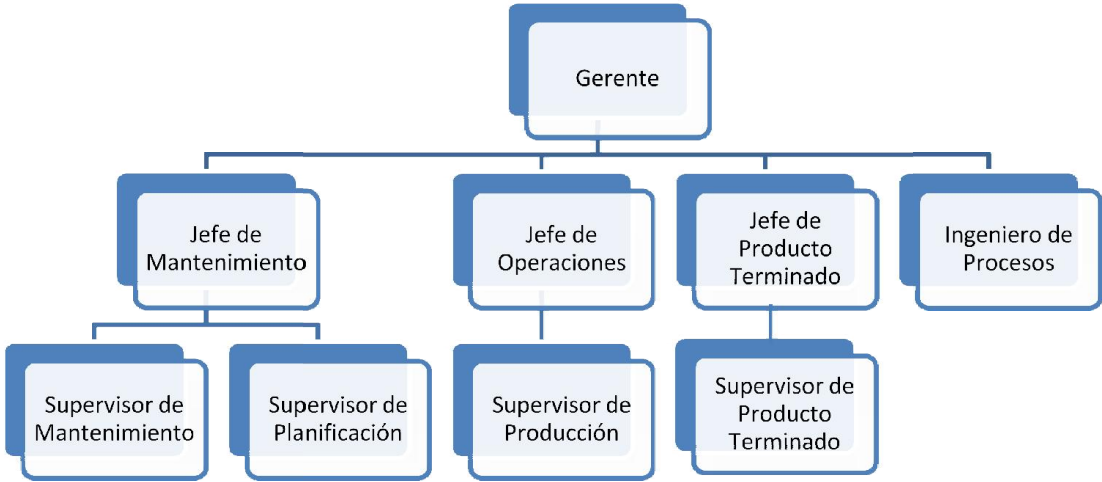 Gerente
Jefe de
Mantenimiento
Jefe de
Operaciones
Jefe de
Producto
Terminado
Ingeniero de
Procesos
Supervisor de
Mantenimiento
Supervisor de
Planificación
Supervisor de
Producción
Supervisor de
Producto
Terminado